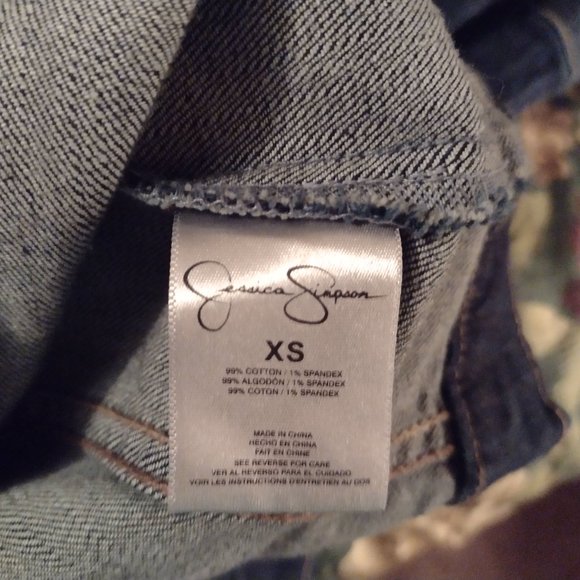 Jessica Simpson
XS
99% COTTON / 1% SPANDEX
99% ALGODÓN / 1% SPANDEX
99% COTON / 1% SPANDEX
MADE IN CHINA
HECHO EN CHINA
FAIT EN CHINE
SEE REVERSE FOR CARE
VER AL REVERSO PARA EL CUIDADO
VOIR LES INSTRUCTIONS D'ENTRETIEN AU DOS